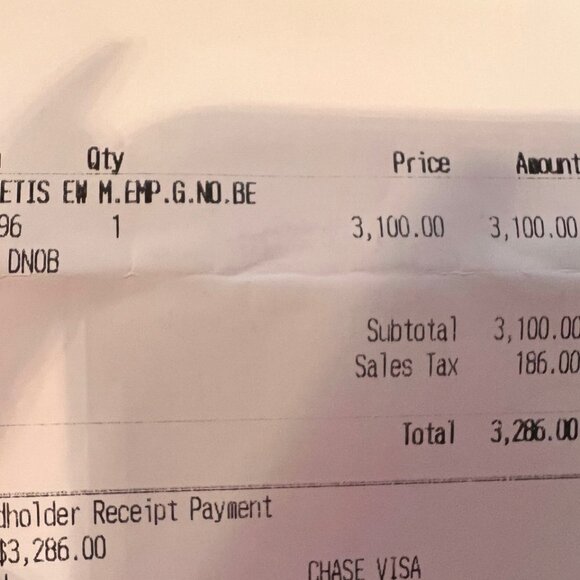 Qty Price Amount
ETIS EW M.EMP.G.NO.BE
96 1 3,100.00 3,100.00
DNOB
Subtotal 3,100.00
Sales Tax 186.00
Total 3,286.00
dholder Receipt Payment
$3,286.00
CHASE VISA